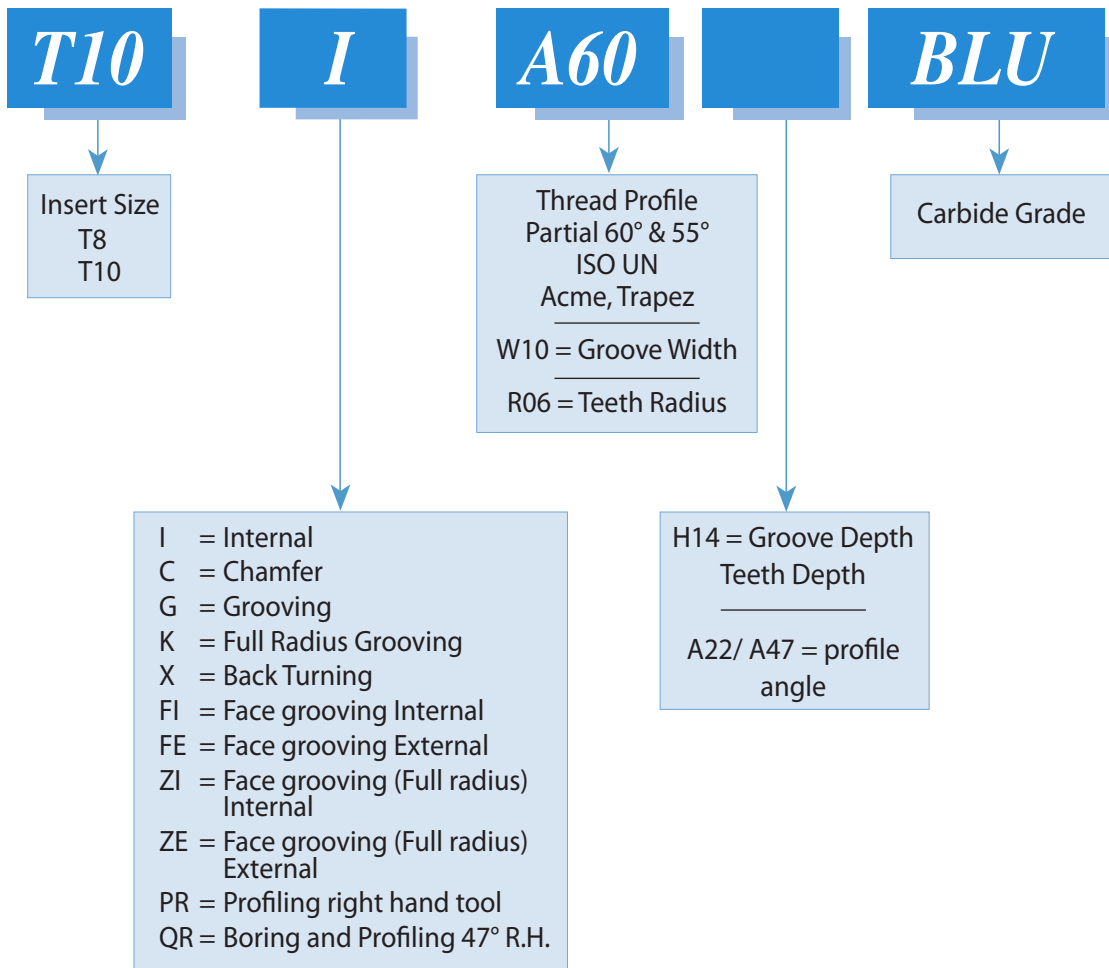 T10 I A60 BLU
Insert Size
T8
T10
Thread Profile
Partial 60° & 55°
ISO UN
Acme, Trapez
W10 = Groove Width
R06 = Teeth Radius
Carbide Grade
I = Internal
C = Chamfer
G = Grooving
K = Full Radius Grooving
X = Back Turning
FI = Face grooving Internal
FE = Face grooving External
ZI = Face grooving (Full radius)
Internal
ZE = Face grooving (Full radius)
External
PR = Profiling right hand tool
QR = Boring and Profiling 47° R.H.
H14 = Groove Depth
Teeth Depth
A22/ A47 = profile
angle